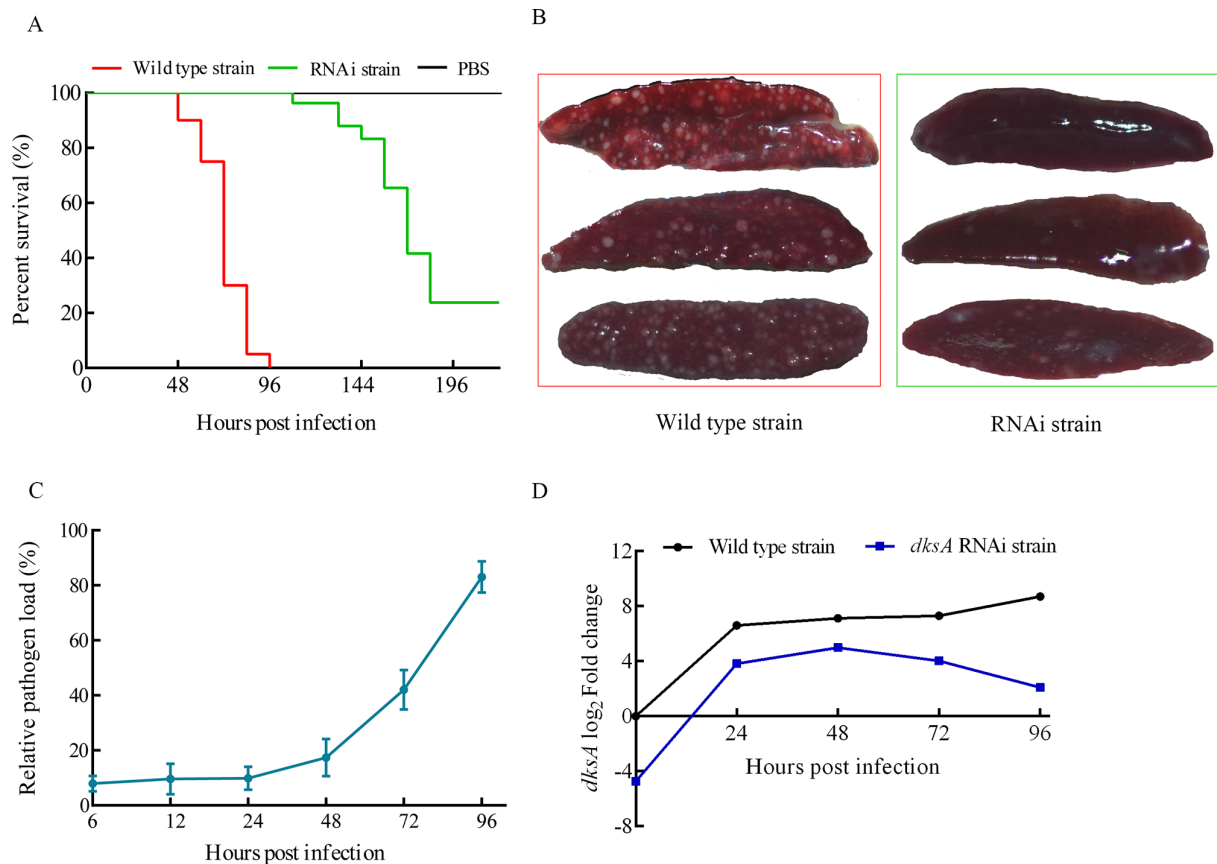 A
Wild type strain RNAi strain PBS
100
80
60
40
20
0
Percent survival (%)
0 48 96 144 196
Hours post infection
B
Wild type strain RNAi strain
C
100
80
60
40
20
0
Relative pathogen load (%)
6 12 24 48 72 96
Hours post infection
D
Wild type strain dksA RNAi strain
12
8
4
0
-4
-8
dksA log2 Fold change
24 48 72 96
Hours post infection